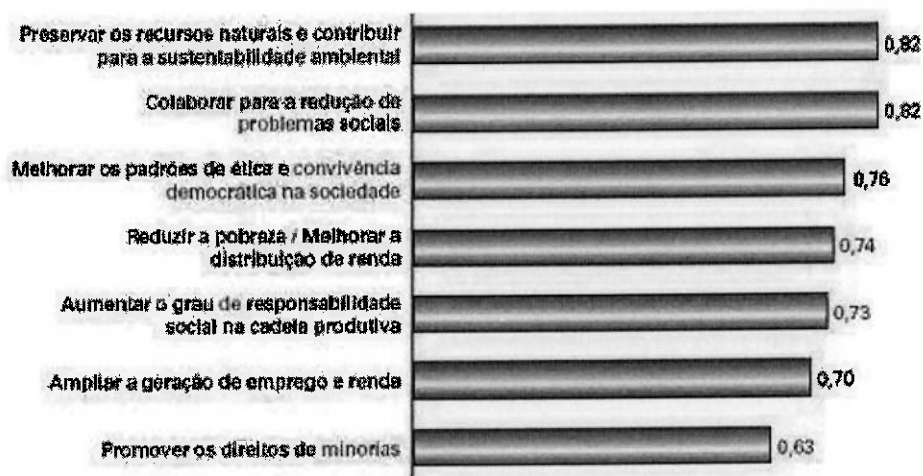 Preservar os recursos naturais e contribuir
para a sustentabilidade ambiental
0,82
Colaborar para a redução de
problemas sociais
0,82
Melhorar os padrões de ética e convivência
democrática na sociedade
0,76
Reduzir a pobreza / Melhorar a
distribuição de renda
0,74
Aumentar o grau de responsabilidade
social na cadeia produtiva
0,73
Ampliar a geração de emprego e renda
0,70
Promover os direitos de minorias
0,63